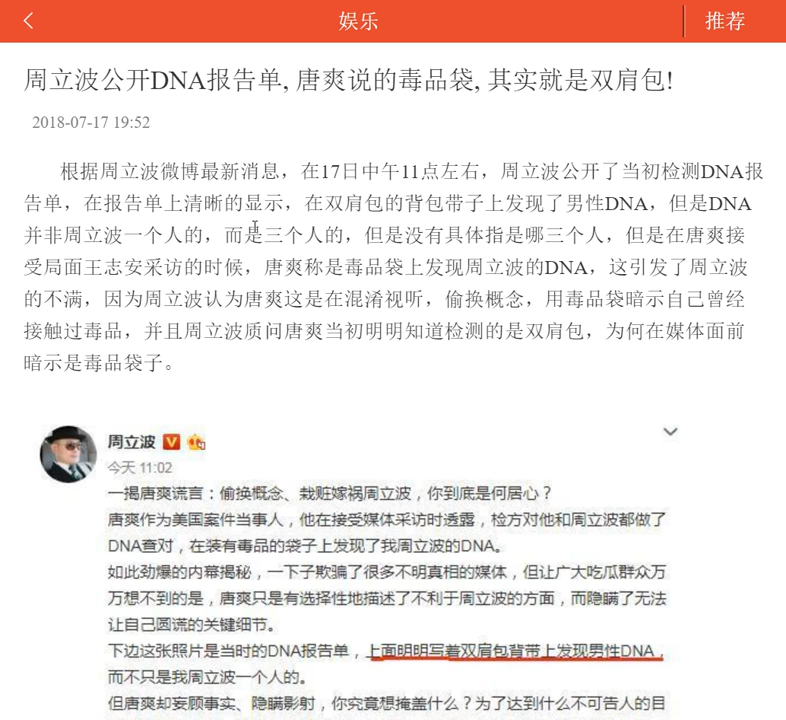 娱乐
推荐
周立波公开DNA报告单, 唐爽说的毒品袋, 其实就是双肩包!
2018-07-17 19:52
根据周立波微博最新消息，在17日中午11点左右，周立波公开了当初检测DNA报
告单，在报告单上清晰的显示，在双肩包的背包带子上发现了男性DNA，但是DNA
并非周立波一个人的，而是三个人的，但是没有具体指是哪三个人，但是在唐爽接
受局面王志安采访的时候，唐爽称是毒品袋上发现周立波的DNA，这引发了周立波
的不满，因为周立波认为唐爽这是在混淆视听，偷换概念，用毒品袋暗示自己曾经
接触过毒品，并且周立波质问唐爽当初明明知道检测的是双肩包，为何在媒体面前
暗示是毒品袋子。
周立波
今天 11:02
一揭唐爽谎言：偷换概念、栽赃嫁祸周立波，你到底是何居心？
唐爽作为美国案件当事人，他在接受媒体采访时透露，检方对他和周立波都做了
DNA查对，在装有毒品的袋子上发现了我周立波的DNA。
如此劲爆的内幕揭秘，一下子欺骗了很多不明真相的媒体，但让广大吃瓜群众万
万想不到的是，唐爽只是有选择性地描述了不利于周立波的方面，而隐瞒了无法
让自己圆谎的关键细节。
下边这张照片是当时的DNA报告单，上面明明写着双肩包背带上发现男性DNA，
而不只是我周立波一个人的。
但唐爽却妄顾事实、隐瞒影射，你究竟想掩盖什么？为了达到什么不可告人的目